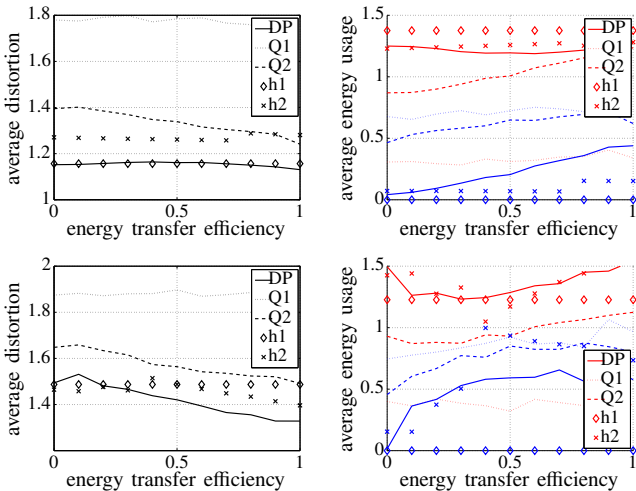 1.8
1.6
1.4
1.2
1
0
0.5
1
average distortion
energy transfer efficiency
DP
Q1
Q2
h1
h2
1.5
1
0.5
0
0
0.5
1
average energy usage
energy transfer efficiency
DP
Q1
Q2
h1
h2
2
1.8
1.6
1.4
0
0.5
1
average distortion
energy transfer efficiency
DP
Q1
Q2
h1
h2
1.5
1
0.5
0
0
0.5
1
average energy usage
energy transfer efficiency
DP
Q1
Q2
h1
h2